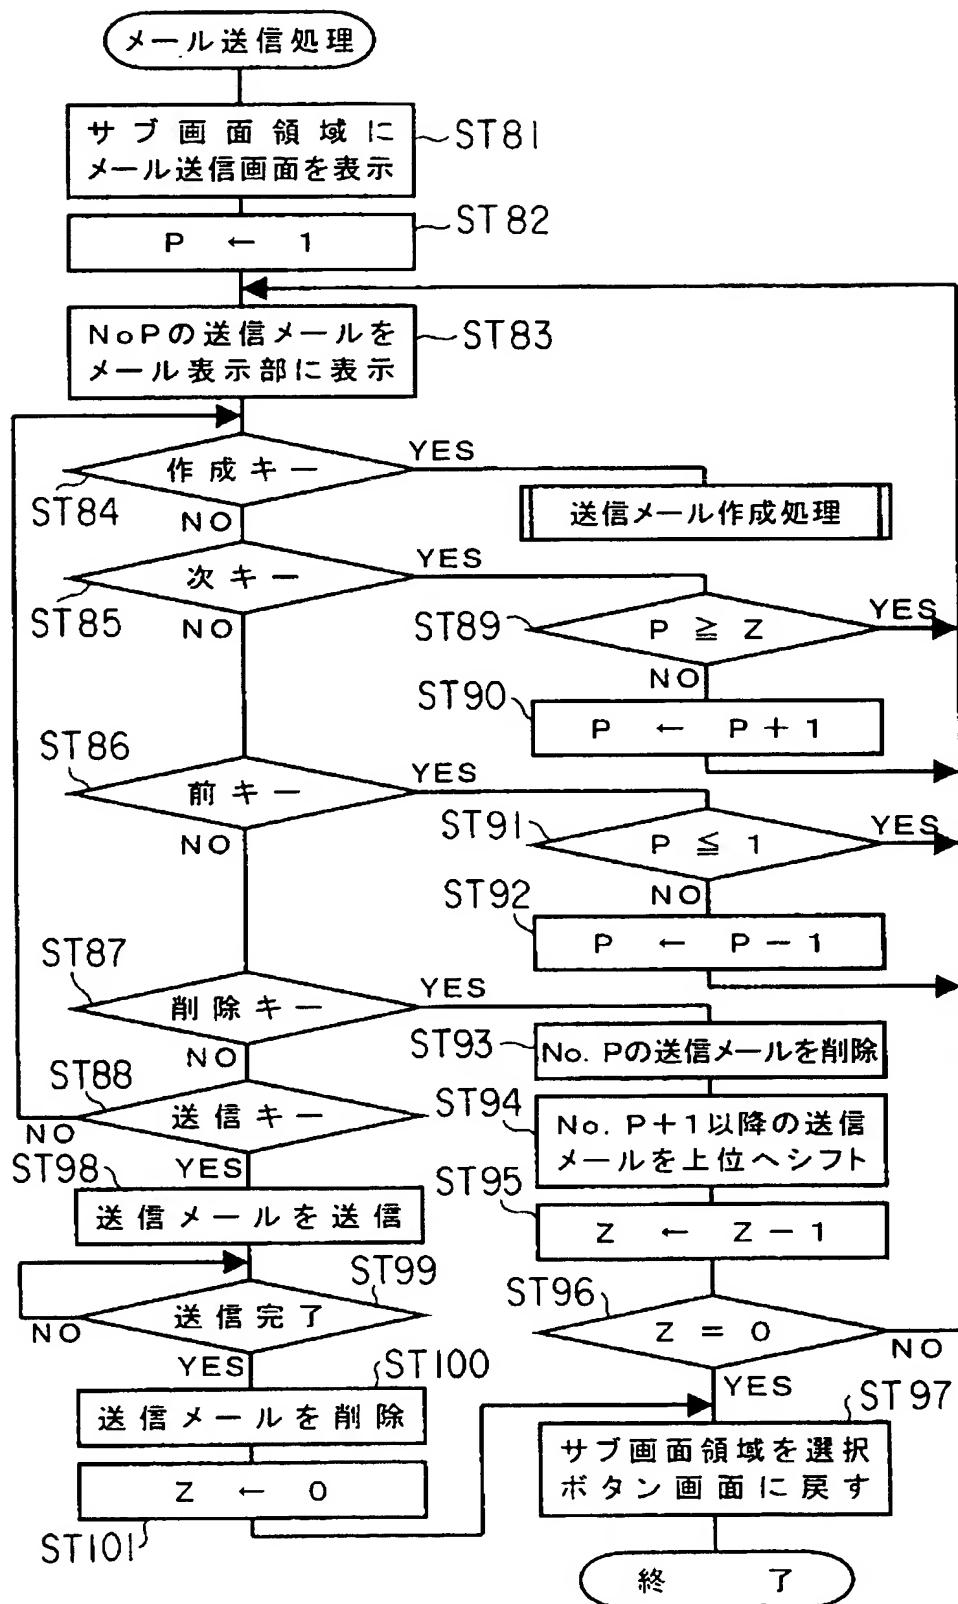 メール送信処理
サブ画面領域に
メール送信画面を表示
ST81
P ← 1
ST82
NoPの送信メールを
メール表示部に表示
ST83
作成キー
YES
ST84
NO
送信メール作成処理
次キー
YES
ST85
NO
ST89
P ≧ Z
YES
NO
ST90
P ← P+1
ST86
前キー
YES
NO
ST91
P ≦ 1
YES
NO
ST92
P ← P-1
ST87
削除キー
YES
NO
ST93
No. Pの送信メールを削除
ST88
送信キー
NO
YES
ST94
No. P+1以降の送信
メールを上位へシフト
ST98
送信メールを送信
ST95
Z ← Z-1
ST99
送信完了
NO
YES
ST96
Z = 0
NO
YES
ST100
送信メールを削除
ST97
サブ画面領域を選択
ボタン画面に戻す
Z ← 0
ST101
終 了